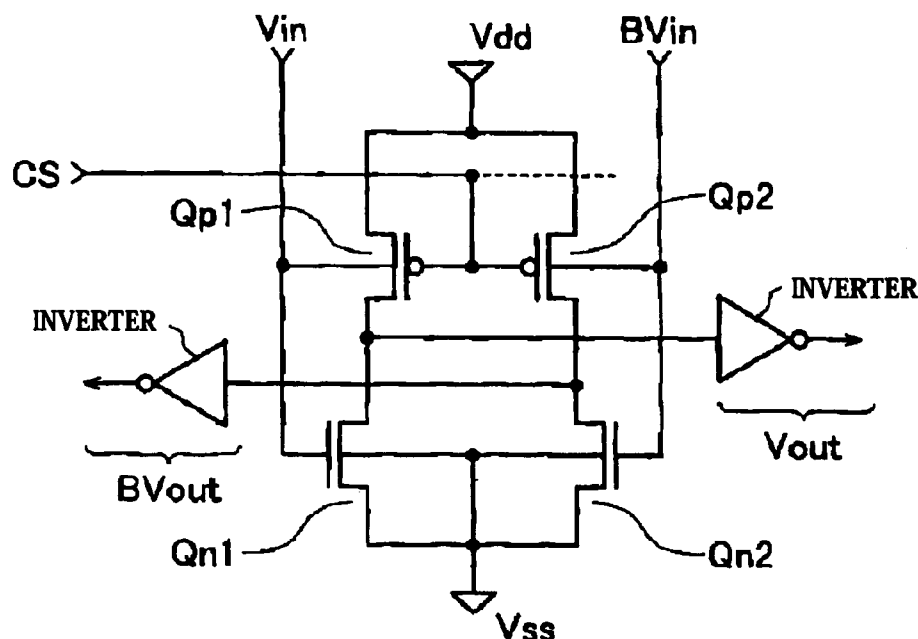 Vin
Vdd
BVin
CS
Qp1
Qp2
INVERTER
INVERTER
BVout
Vout
Qn1
Qn2
Vss